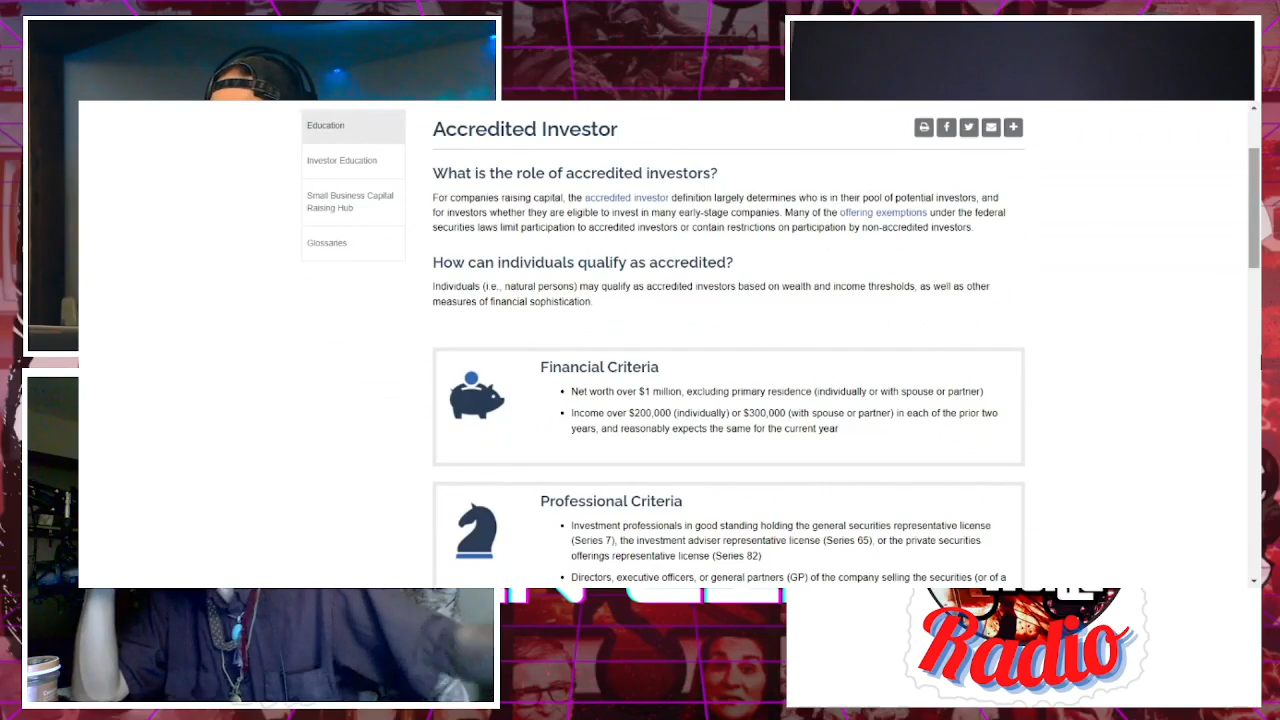 Education
Investor Education
Small Business Capital
Raising Hub
Glossaries
Accredited Investor
What is the role of accredited investors?
For companies raising capital, the accredited investor definition largely determines who is in their pool of potential investors, and
for investors whether they are eligible to invest in many early-stage companies. Many of the offering exemptions under the federal
securities laws limit participation to accredited investors or contain restrictions on participation by non-accredited investors.
How can individuals qualify as accredited?
Individuals (i.e., natural persons) may qualify as accredited investors based on wealth and income thresholds, as well as other
measures of financial sophistication.
Financial Criteria
• Net worth over $1 million, excluding primary residence (individually or with spouse or partner)
• Income over $200,000 (individually) or $300,000 (with spouse or partner) in each of the prior two
years, and reasonably expects the same for the current year
Professional Criteria
• Investment professionals in good standing holding the general securities representative license
(Series 7), the investment adviser representative license (Series 65), or the private securities
offerings representative license (Series 82)
• Directors, executive officers, or general partners (GP) of the company selling the securities (or of a
Radio